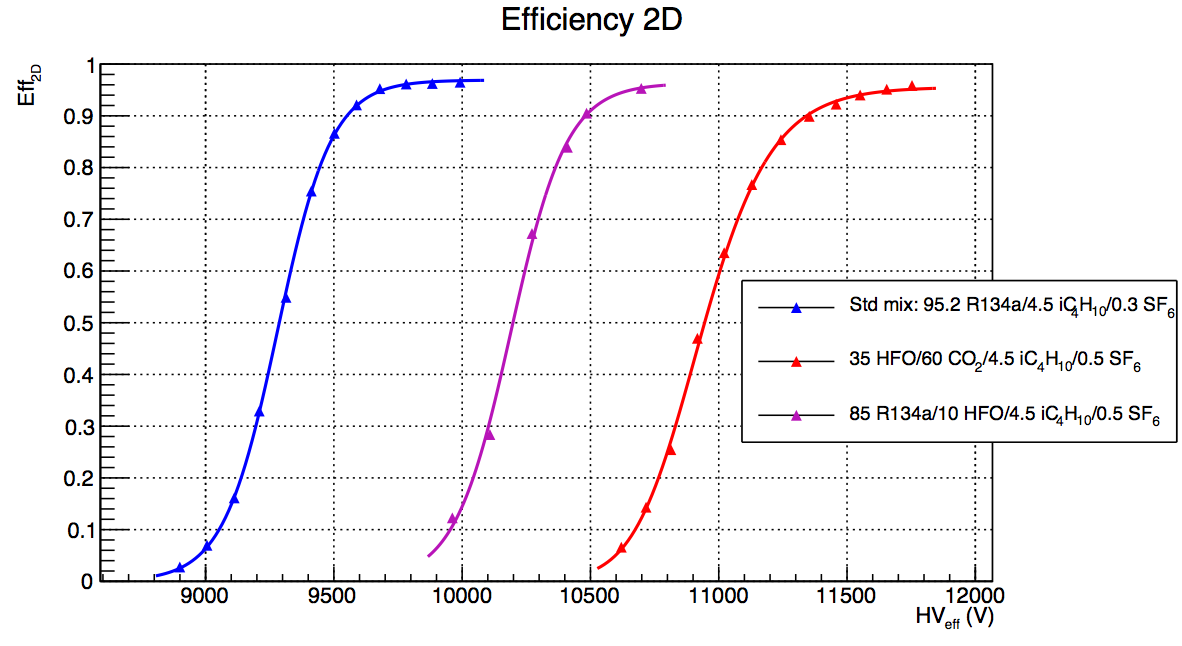 Efficiency 2D
Eff2D
1
0.9
0.8
0.7
0.6
0.5
0.4
0.3
0.2
0.1
0
Std mix: 95.2 R134a/4.5 iC4H10/0.3 SF6
35 HFO/60 CO2/4.5 iC4H10/0.5 SF6
85 R134a/10 HFO/4.5 iC4H10/0.5 SF6
9000 9500 10000 10500 11000 11500 12000
HVeff (V)